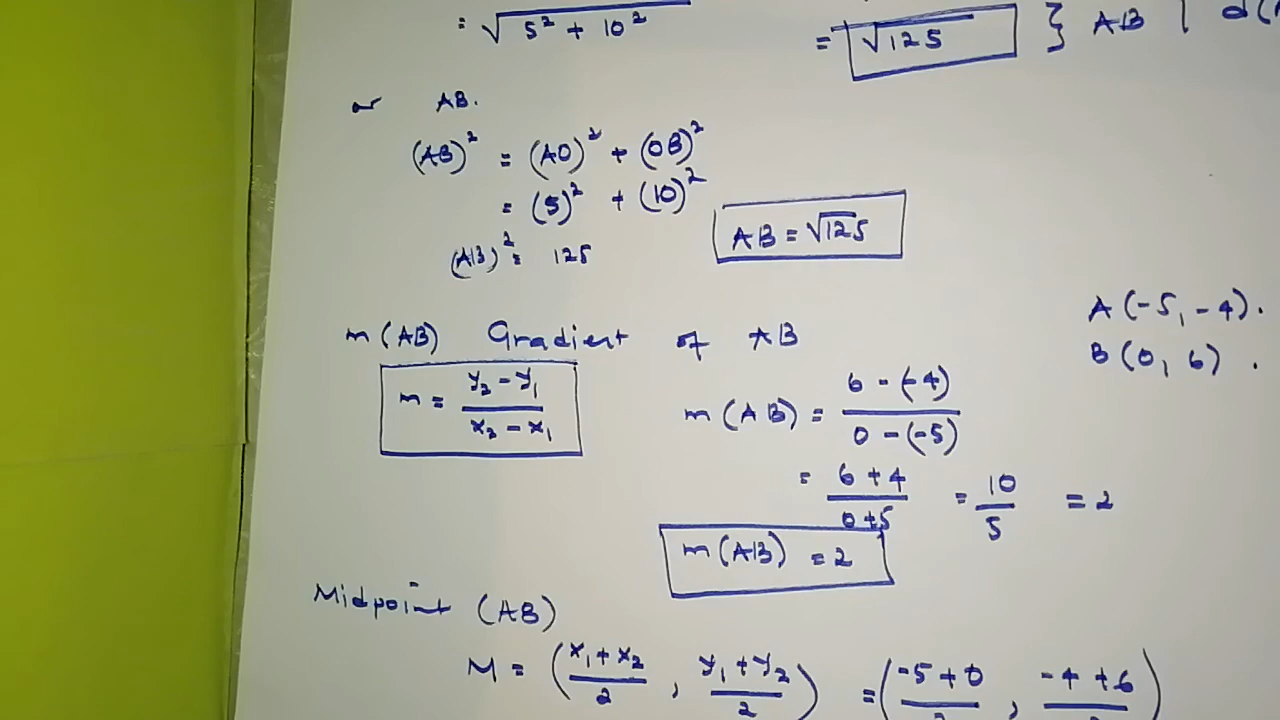 = √5² + 10²
= √125 } AB | d(
or AB.
(AB)² = (AO)² + (OB)²
= (5)² + (10)²
(AB)² = 125
AB = √125
m(AB) Gradient of AB
A(-5, -4).
B(0, 6).
m = y₂ - y₁ / x₂ - x₁
m(AB) = 6 - (-4) / 0 - (-5)
= 6 + 4 / 0 + 5 = 10 / 5 = 2
m(AB) = 2
Midpoint (AB)
M = (x₁ + x₂ / 2 , y₁ + y₂ / 2) = (-5 + 0 / 2 , -4 + 6 / 2)